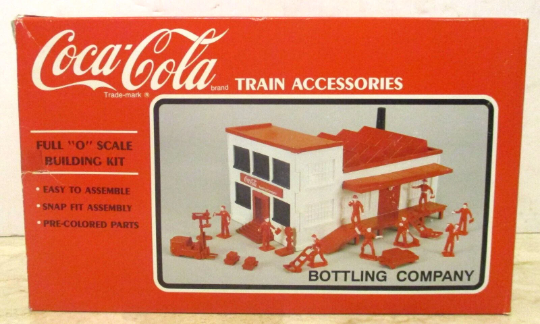 Coca-Cola
brand
Trade-mark ®
TRAIN ACCESSORIES
FULL "O" SCALE
BUILDING KIT
• EASY TO ASSEMBLE
• SNAP FIT ASSEMBLY
• PRE-COLORED PARTS
BOTTLING COMPANY